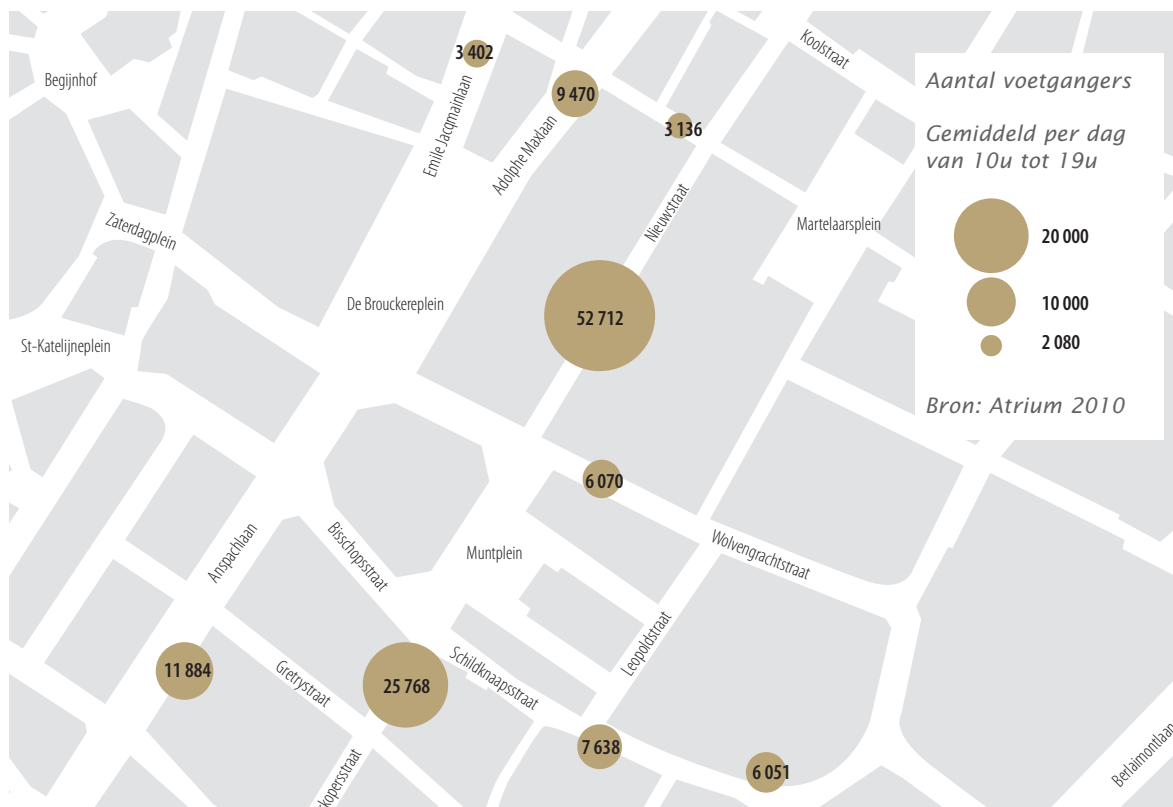 3 402
Koolstraat
Begijnhof
9 470
3 136
Emile Jacqmainlaan
Adolphe Maxlaan
Nieuwstraat
Zaterdagplein
Martelaarsplein
De Brouckereplein
52 712
St-Katelijneplein
6 070
Anspachlaan
Bisschopsstraat
Muntplein
Wolvengrachtstraat
Leopoldstraat
11 884
Gretrystraat
25 768
Schildknaapsstraat
7 638
6 051
Berlaimontlaan
Aantal voetgangers
Gemiddeld per dag
van 10u tot 19u
20 000
10 000
2 080
Bron: Atrium 2010